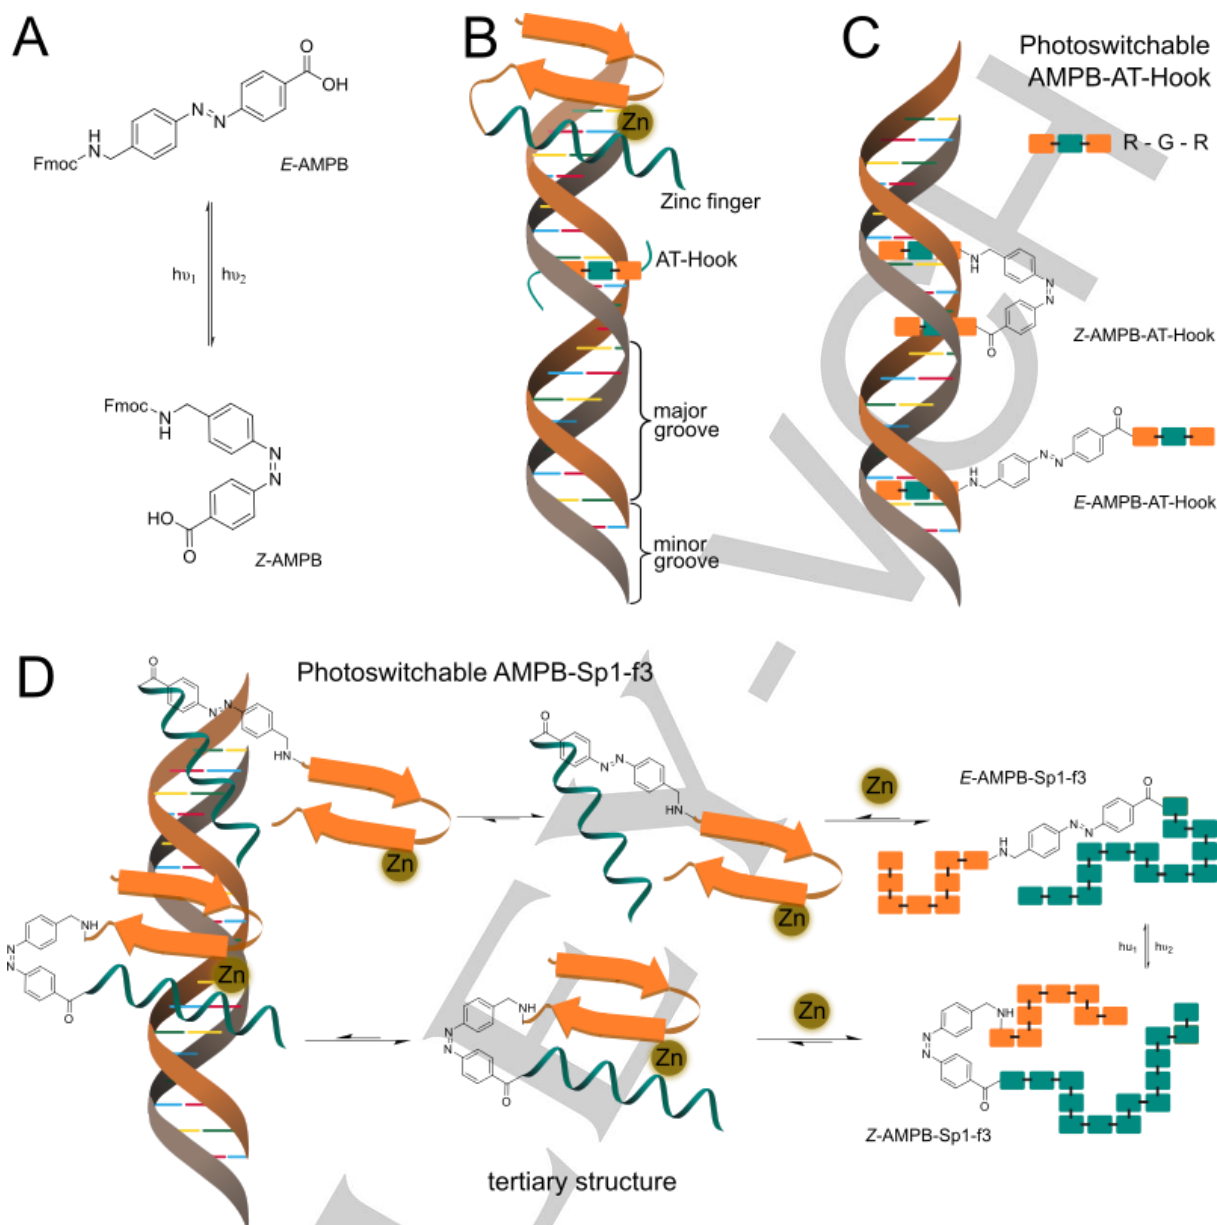 A
O
OH
N
N
H
N
Fmoc
E-AMPB
hυ1
hυ2
Fmoc
N
H
N
N
HO
O
Z-AMPB
B
Zn
Zinc finger
AT-Hook
major
groove
minor
groove
C
Photoswitchable
AMPB-AT-Hook
R - G - R
N
H
N
N
O
Z-AMPB-AT-Hook
O
N
N
H
N
E-AMPB-AT-Hook
D
Photoswitchable AMPB-Sp1-f3
O
N
N
HN
Zn
O
N
N
HN
Zn
Zn
E-AMPB-Sp1-f3
O
N
N
H
N
NH
N
N
O
Zn
hυ1
hυ2
NH
N
N
O
Zn
Zn
NH
N
N
O
Z-AMPB-Sp1-f3
tertiary structure